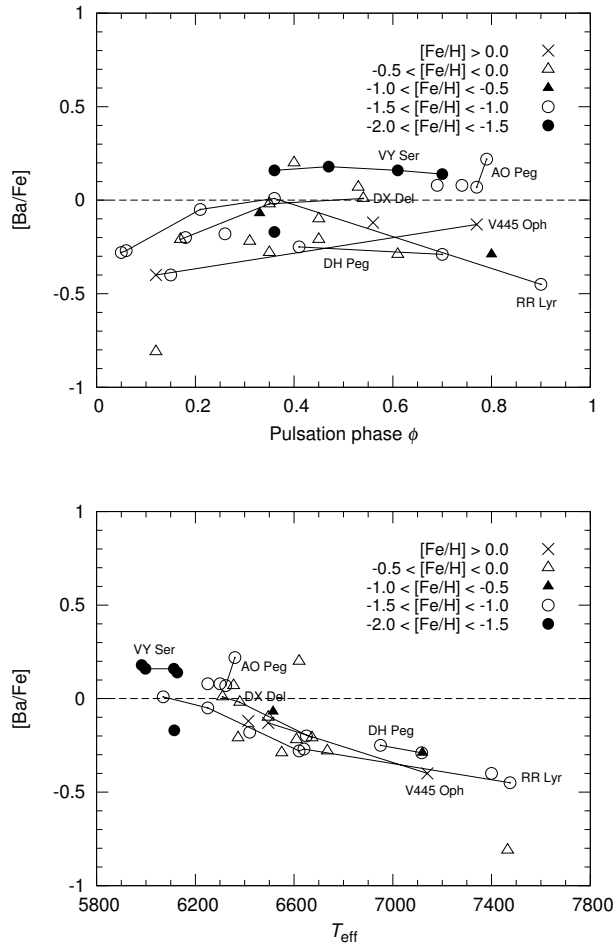 1
[Fe/H] > 0.0
-0.5 < [Fe/H] < 0.0
-1.0 < [Fe/H] < -0.5
-1.5 < [Fe/H] < -1.0
-2.0 < [Fe/H] < -1.5
0.5
VY Ser
AO Peg
[Ba/Fe]
0
DX Del
V445 Oph
DH Peg
-0.5
RR Lyr
-1
0 0.2 0.4 0.6 0.8 1
Pulsation phase ϕ
1
[Fe/H] > 0.0
-0.5 < [Fe/H] < 0.0
-1.0 < [Fe/H] < -0.5
-1.5 < [Fe/H] < -1.0
-2.0 < [Fe/H] < -1.5
0.5
VY Ser
AO Peg
[Ba/Fe]
0
DX Del
DH Peg
RR Lyr
V445 Oph
-0.5
-1
5800 6200 6600 7000 7400 7800
Teff